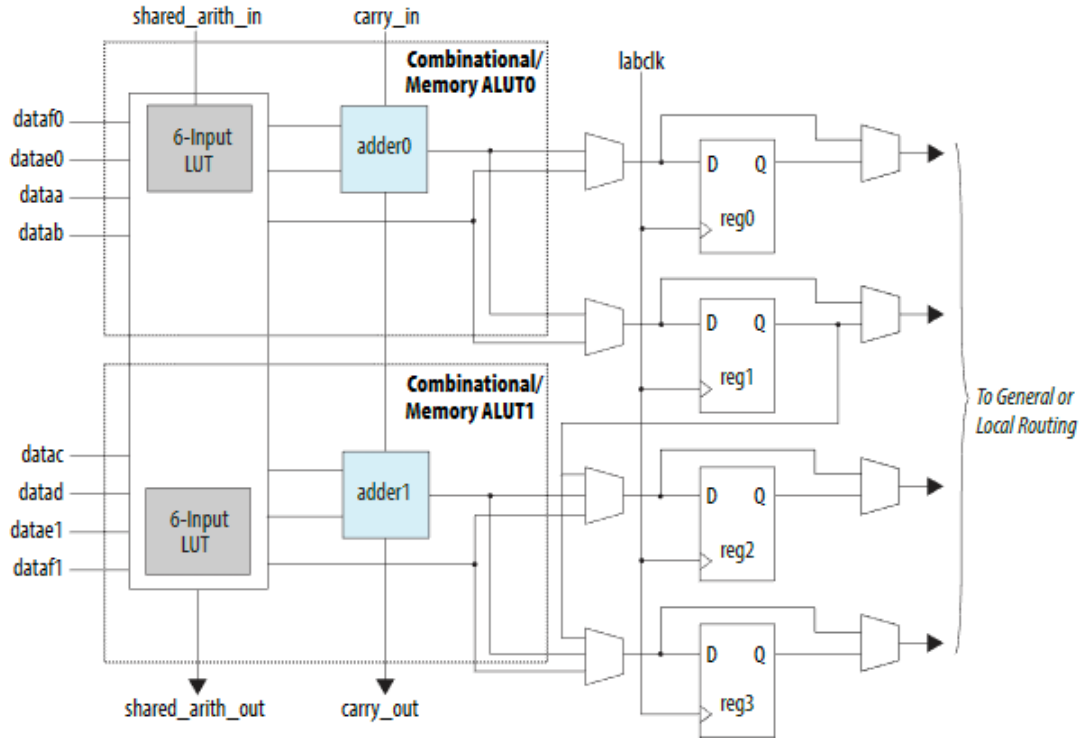 shared_arith_in
carry_in
Combinational/
Memory ALUT0
labclk
dataf0
datae0
dataa
datab
6-Input
LUT
adder0
D Q
reg0
D Q
reg1
Combinational/
Memory ALUT1
To General or
Local Routing
datac
datad
datae1
dataf1
6-Input
LUT
adder1
D Q
reg2
D Q
reg3
shared_arith_out
carry_out